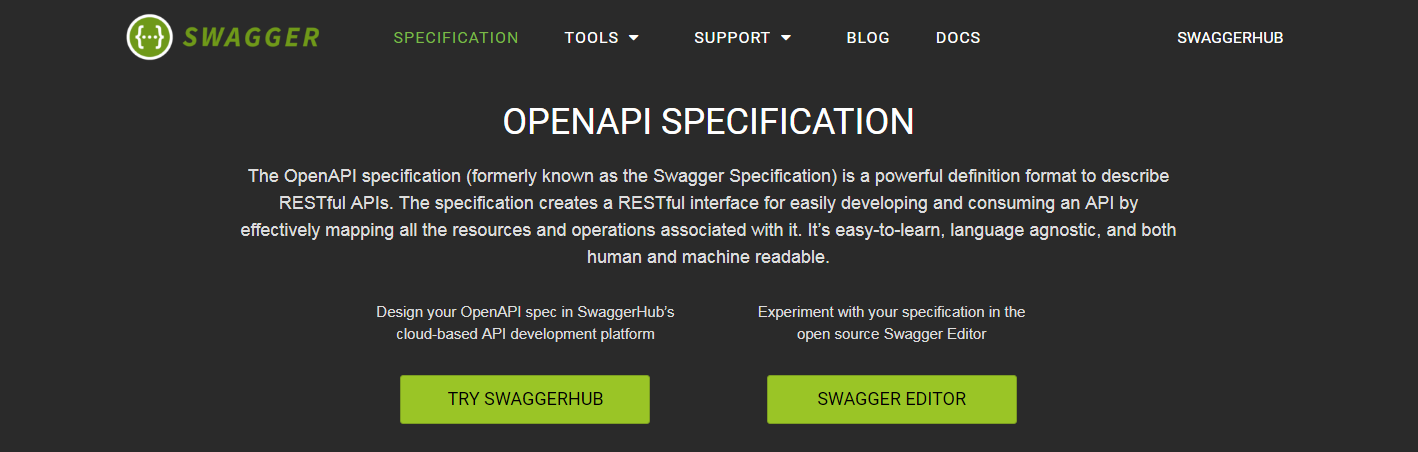 {···} SWAGGER SPECIFICATION TOOLS SUPPORT BLOG DOCS SWAGGERHUB
OPENAPI SPECIFICATION
The OpenAPI specification (formerly known as the Swagger Specification) is a powerful definition format to describe
RESTful APIs. The specification creates a RESTful interface for easily developing and consuming an API by
effectively mapping all the resources and operations associated with it. It’s easy-to-learn, language agnostic, and both
human and machine readable.
Design your OpenAPI spec in SwaggerHub's
cloud-based API development platform
TRY SWAGGERHUB
Experiment with your specification in the
open source Swagger Editor
SWAGGER EDITOR